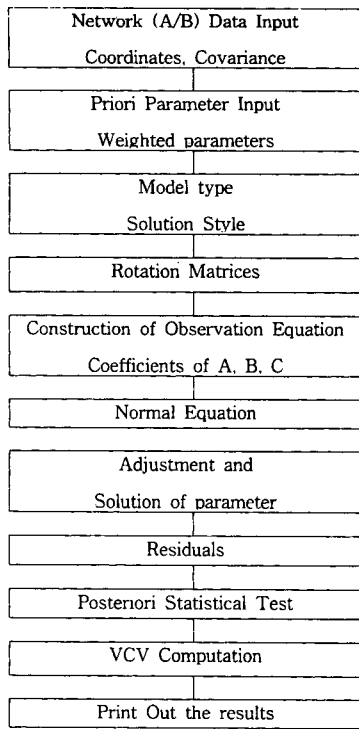 Network (A/B) Data Input
Coordinates, Covariance
Priori Parameter Input
Weighted parameters
Model type
Solution Style
Rotation Matrices
Construction of Observation Equation
Coefficients of A, B, C
Normal Equation
Adjustment and
Solution of parameter
Residuals
Posteriori Statistical Test
VCV Computation
Print Out the results